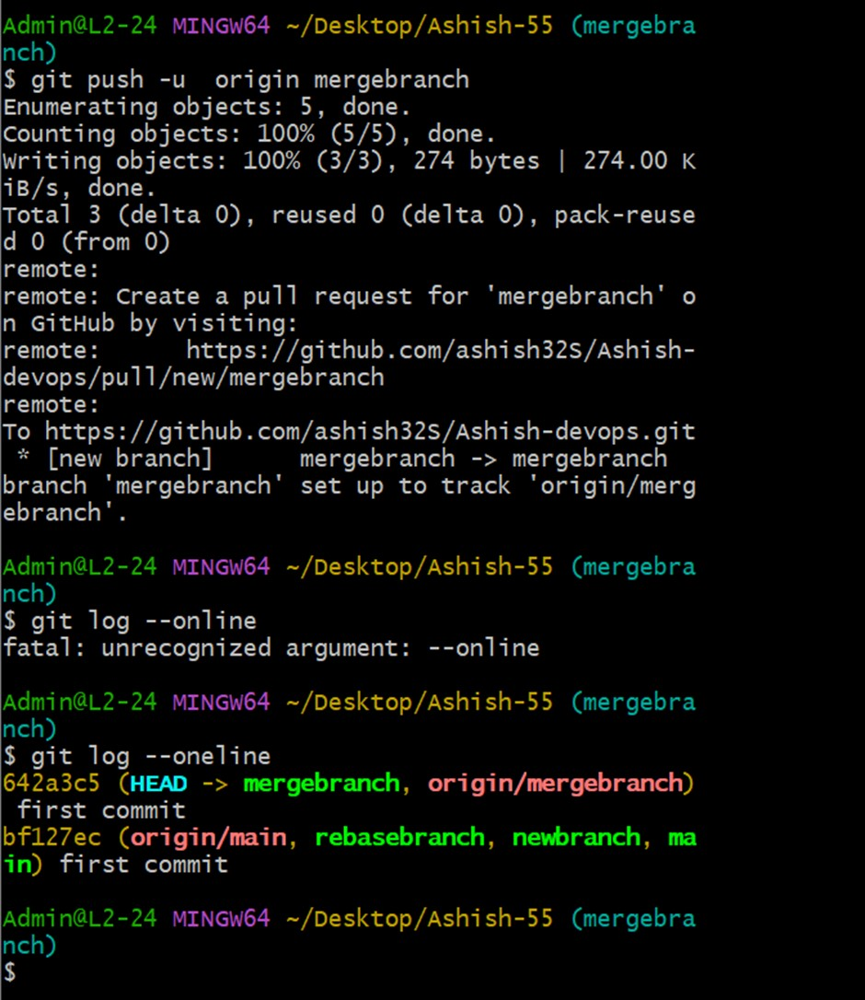 Admin@L2-24 MINGW64 ~/Desktop/Ashish-55 (mergebra
nch)
$ git push -u  origin mergebranch
Enumerating objects: 5, done.
Counting objects: 100% (5/5), done.
Writing objects: 100% (3/3), 274 bytes | 274.00 K
iB/s, done.
Total 3 (delta 0), reused 0 (delta 0), pack-reuse
d 0 (from 0)
remote:
remote: Create a pull request for 'mergebranch' o
n GitHub by visiting:
remote:      https://github.com/ashish32S/Ashish-
devops/pull/new/mergebranch
remote:
To https://github.com/ashish32S/Ashish-devops.git
 * [new branch]      mergebranch -> mergebranch
branch 'mergebranch' set up to track 'origin/merg
ebranch'.
Admin@L2-24 MINGW64 ~/Desktop/Ashish-55 (mergebra
nch)
$ git log --online
fatal: unrecognized argument: --online
Admin@L2-24 MINGW64 ~/Desktop/Ashish-55 (mergebra
nch)
$ git log --oneline
642a3c5 (HEAD -> mergebranch, origin/mergebranch)
 first commit
bf127ec (origin/main, rebasebranch, newbranch, ma
in) first commit
Admin@L2-24 MINGW64 ~/Desktop/Ashish-55 (mergebra
nch)
$